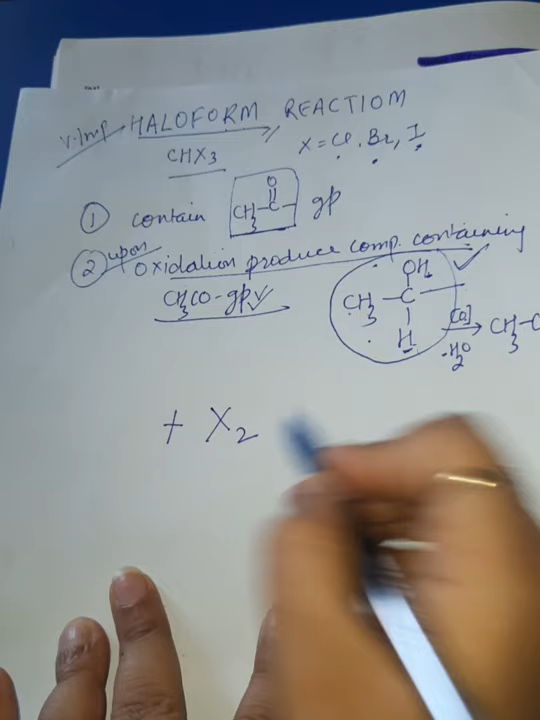 V.Imp HALOFORM REACTIOM
CHX3 X = Cl, Br, I
① contain CH3-C- gp
O
② upon oxidation produce comp. containing
CH3CO-gp
OH
CH3-C-
H
[O]
-H2O
CH3-C
+ X2